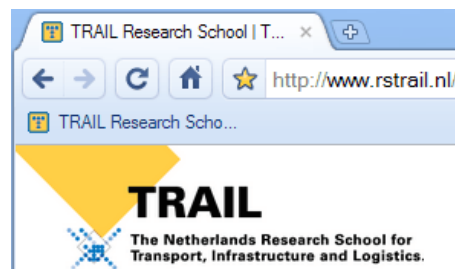 TRAIL Research School | T...
http://www.rstrail.nl/
TRAIL Research Scho...
TRAIL
The Netherlands Research School for
Transport, Infrastructure and Logistics.